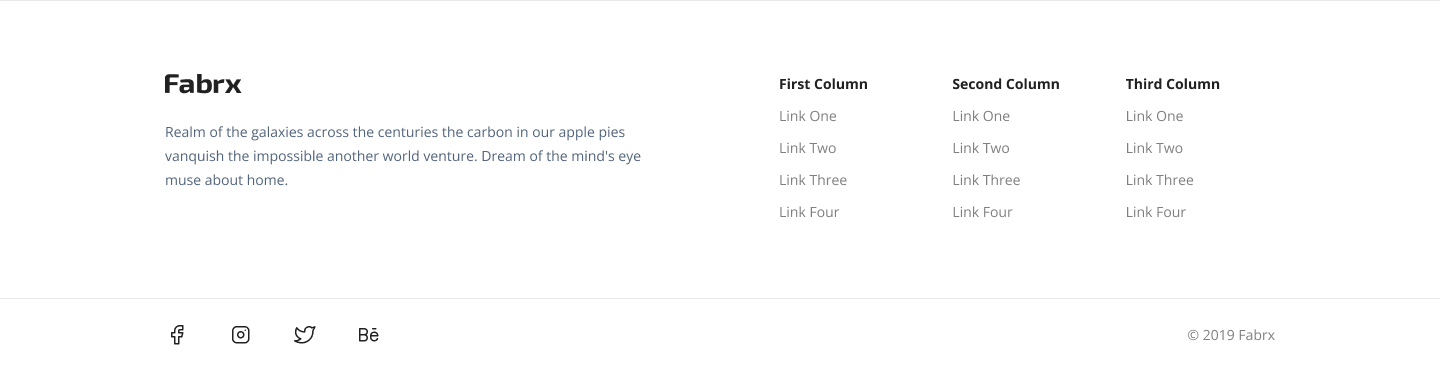 Fabrx
Realm of the galaxies across the centuries the carbon in our apple pies
vanquish the impossible another world venture. Dream of the mind's eye
muse about home.
First Column
Link One
Link Two
Link Three
Link Four
Second Column
Link One
Link Two
Link Three
Link Four
Third Column
Link One
Link Two
Link Three
Link Four
© 2019 Fabrx